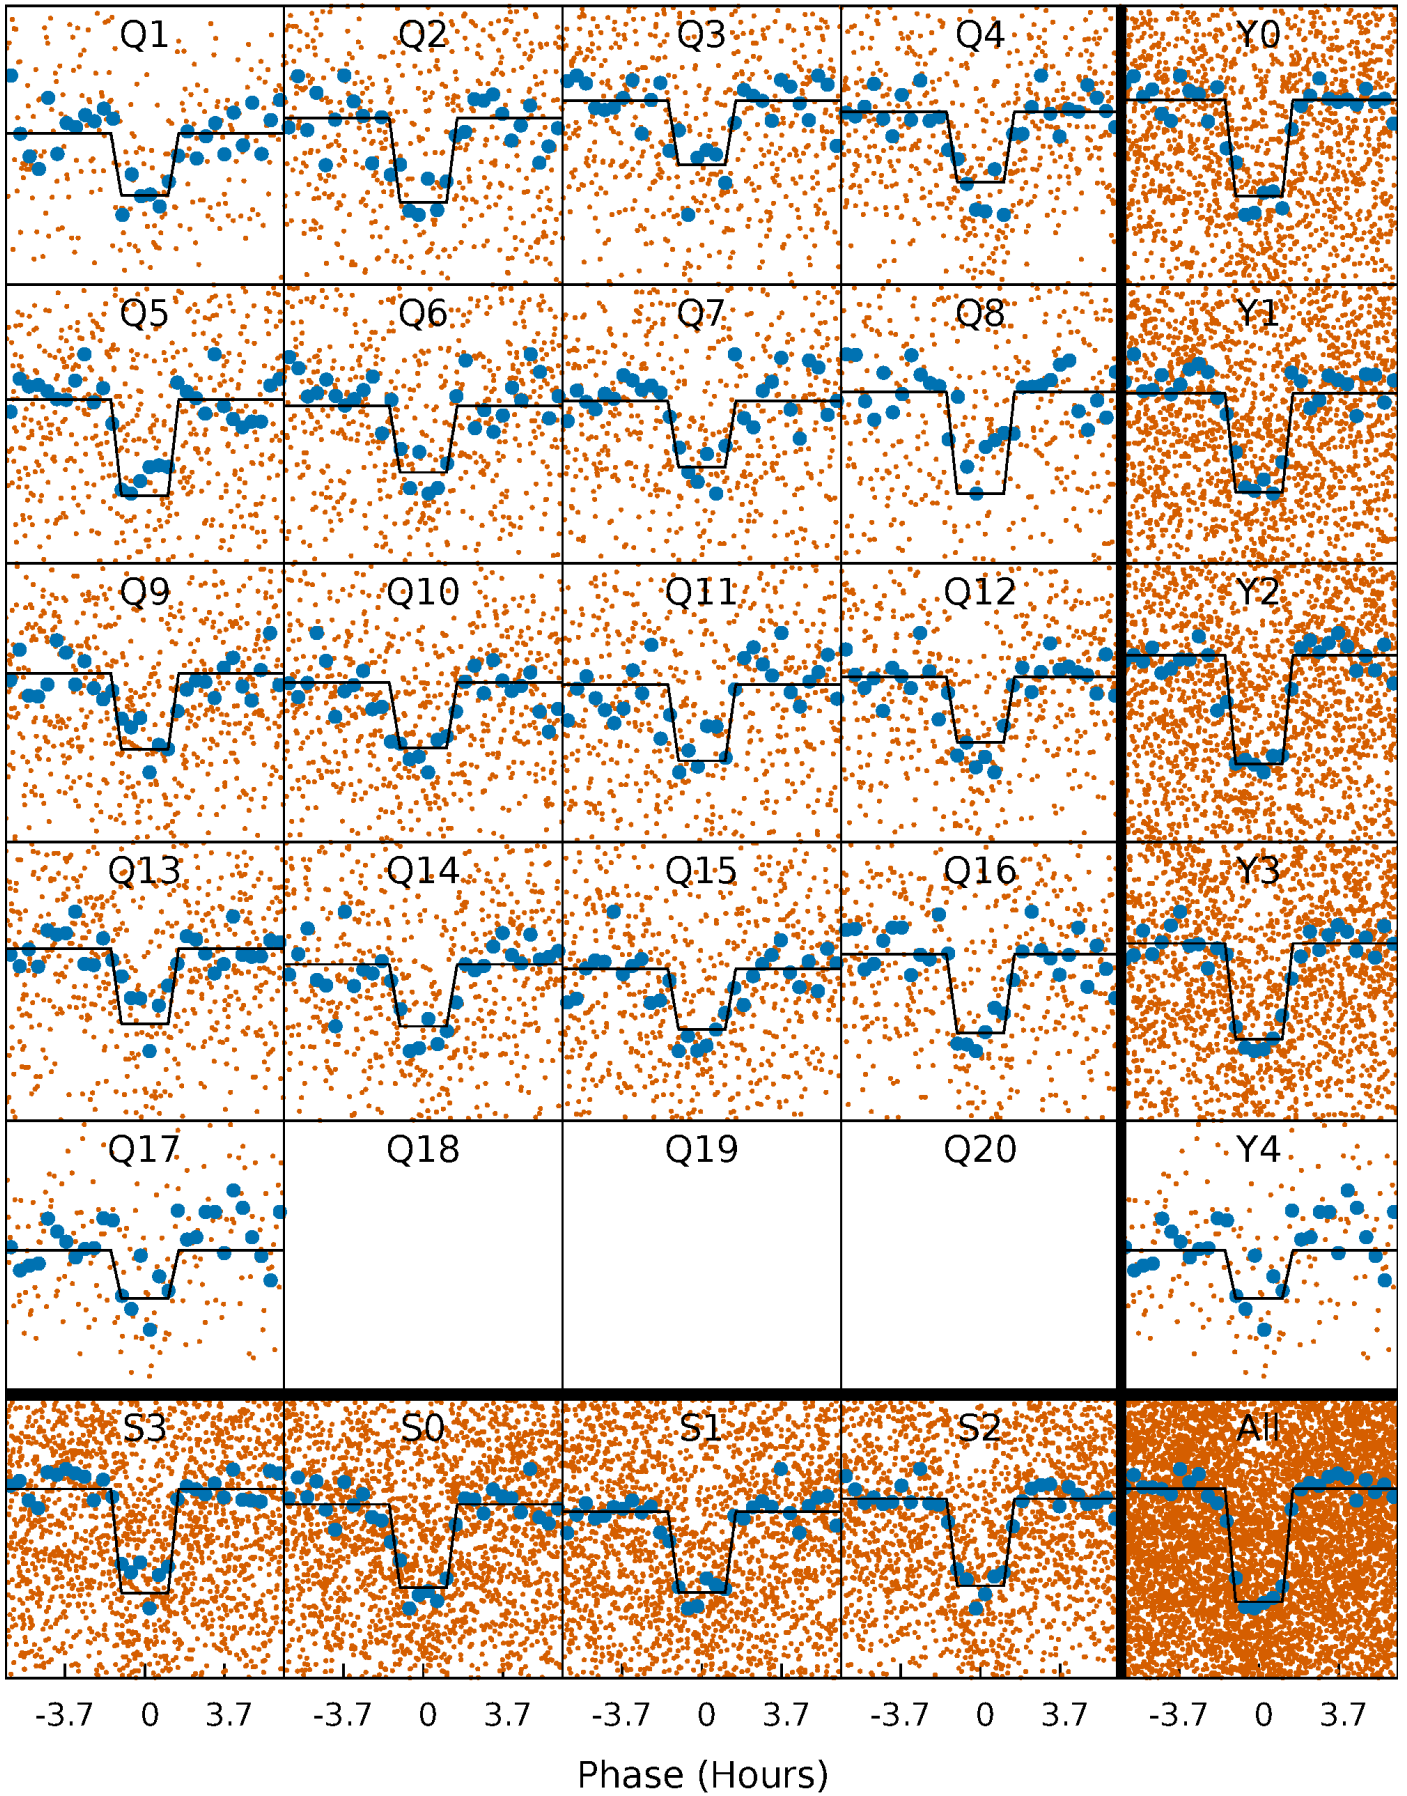 Q1 Q2 Q3 Q4 Y0
Q5 Q6 Q7 Q8 Y1
Q9 Q10 Q11 Q12 Y2
Q13 Q14 Q15 Q16 Y3
Q17 Q18 Q19 Q20 Y4
S3 S0 S1 S2 All
-3.7 0 3.7 -3.7 0 3.7 -3.7 0 3.7 -3.7 0 3.7 -3.7 0 3.7
Phase (Hours)